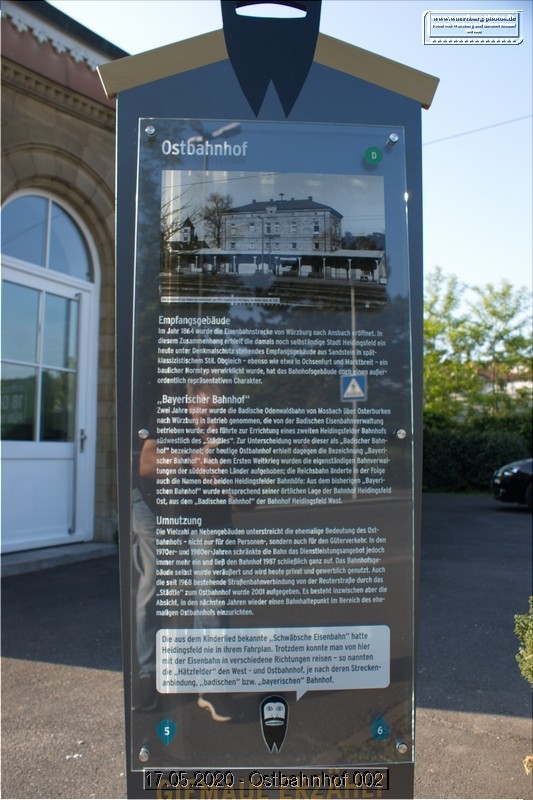 www.wuerzburg-photos.de
Ostbahnhof
D
Empfangsgebäude
Im Jahr 1864 wurde die Eisenbahnstrecke von Würzburg nach Ansbach eröffnet. In
diesem Zusammenhang erhielt die damals noch selbständige Stadt Heidingsfeld ein
heute unter Denkmalschutz stehendes Empfangsgebäude aus Sandstein in spät-
klassizistischem Stil. Obgleich – ebenso wie etwa in Ochsenfurt und Marktbreit – ein
baulicher Normtyp verwirklicht wurde, hat das Bahnhofsgebäude doch einen außer-
ordentlich repräsentativen Charakter.
„Bayerischer Bahnhof“
Zwei Jahre später wurde die Badische Odenwaldbahn von Mosbach über Osterburken
nach Würzburg in Betrieb genommen, die von der Badischen Eisenbahnverwaltung
betrieben wurde; dies führte zur Errichtung eines zweiten Heidingsfelder Bahnhofs
südwestlich des „Städtles“. Zur Unterscheidung wurde dieser als „Badischer Bahn-
hof“ bezeichnet; der heutige Ostbahnhof erhielt dagegen die Bezeichnung „Bayeri-
scher Bahnhof“. Nach dem Ersten Weltkrieg wurden die eigenständigen Bahnverwal-
tungen der süddeutschen Länder aufgehoben; die Reichsbahn änderte in der Folge
auch die Namen der beiden Heidingsfelder Bahnhöfe: Aus dem bisherigen „Bayeri-
schen Bahnhof“ wurde entsprechend seiner örtlichen Lage der Bahnhof Heidingsfeld
Ost, aus dem „Badischen Bahnhof“ der Bahnhof Heidingsfeld West.
Umnutzung
Die Vielzahl an Nebengebäuden unterstreicht die ehemalige Bedeutung des Ost-
bahnhofs – nicht nur für den Personen-, sondern auch für den Güterverkehr. In den
1970er- und 1980er-Jahren schränkte die Bahn das Dienstleistungsangebot jedoch
immer mehr ein und ließ den Bahnhof 1987 schließlich ganz auf. Das Bahnhofsge-
bäude selbst wurde veräußert und wird heute privat und gewerblich genutzt. Auch
die seit 1968 bestehende Straßenbahnverbindung von der Reuterstraße durch das
„Städtle“ zum Ostbahnhof wurde 2001 aufgegeben. Es besteht inzwischen aber die
Absicht, in den nächsten Jahren wieder einen Bahnhaltepunkt im Bereich des ehe-
maligen Ostbahnhofs einzurichten.
Die aus dem Kinderlied bekannte „Schwäbsche Eisenbahn“ hatte
Heidingsfeld nie in ihrem Fahrplan. Trotzdem konnte man von hier
mit der Eisenbahn in verschiedene Richtungen reisen – so nannten
die „Hätzfelder“ den West- und Ostbahnhof, je nach deren Strecken-
anbindung, „badischen“ bzw. „bayerischen“ Bahnhof.
5
6
17.05.2020 - Ostbahnhof 002
GIEMAUL ERZÄHLT